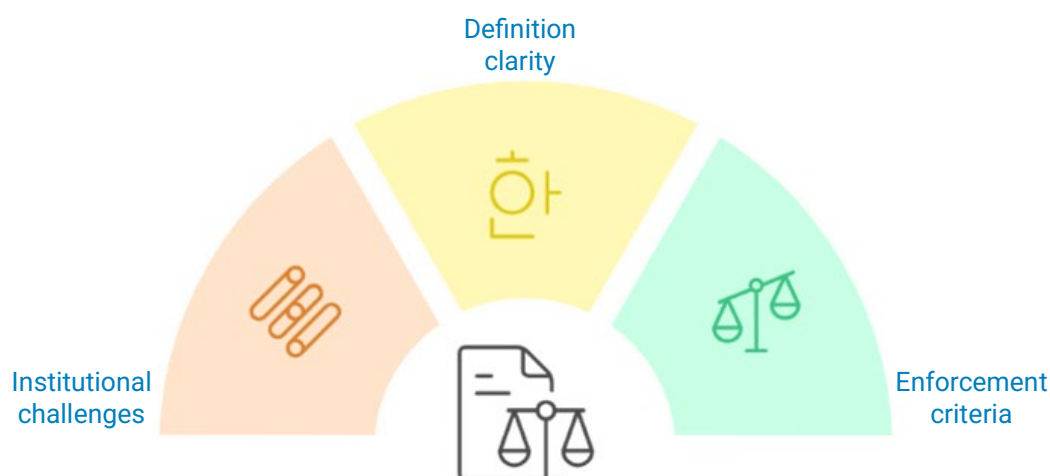 Definition
clarity
한
Institutional
challenges
Enforcement
criteria